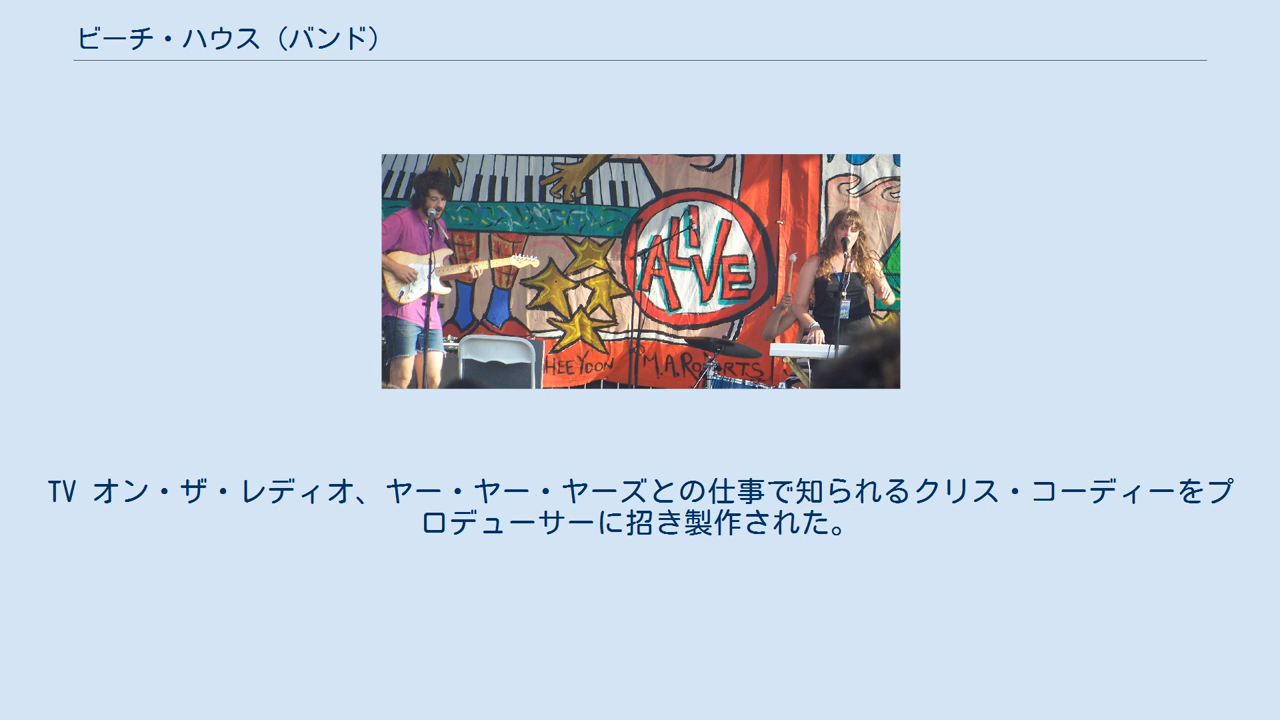 ビーチ・ハウス（バンド）
ALIVE
HEEYOON M.A.ROBERTS
TV オン・ザ・レディオ、ヤー・ヤー・ヤーズとの仕事で知られるクリス・コーディーをプ
ロデューサーに招き製作された。